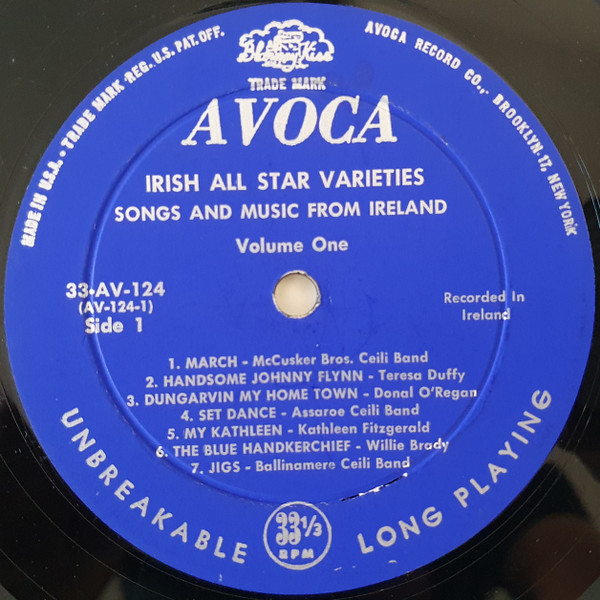 MADE IN U.S.A. • TRADE MARK REG. U.S. PAT. OFF.
Blarney Kiss
AVOCA RECORD CO., BROOKLYN 17, NEW YORK
TRADE MARK
AVOCA
IRISH ALL STAR VARIETIES
SONGS AND MUSIC FROM IRELAND
Volume One
33-AV-124
(AV-124-1)
Side 1
Recorded In
Ireland
1. MARCH - McCusker Bros. Ceili Band
2. HANDSOME JOHNNY FLYNN - Teresa Duffy
3. DUNGARVIN MY HOME TOWN - Donal O'Regan
4. SET DANCE - Assaroe Ceili Band
5. MY KATHLEEN - Kathleen Fitzgerald
6. THE BLUE HANDKERCHIEF - Willie Brady
7. JIGS - Ballinamere Ceili Band
UNBREAKABLE
33 1/3
RPM
LONG PLAYING